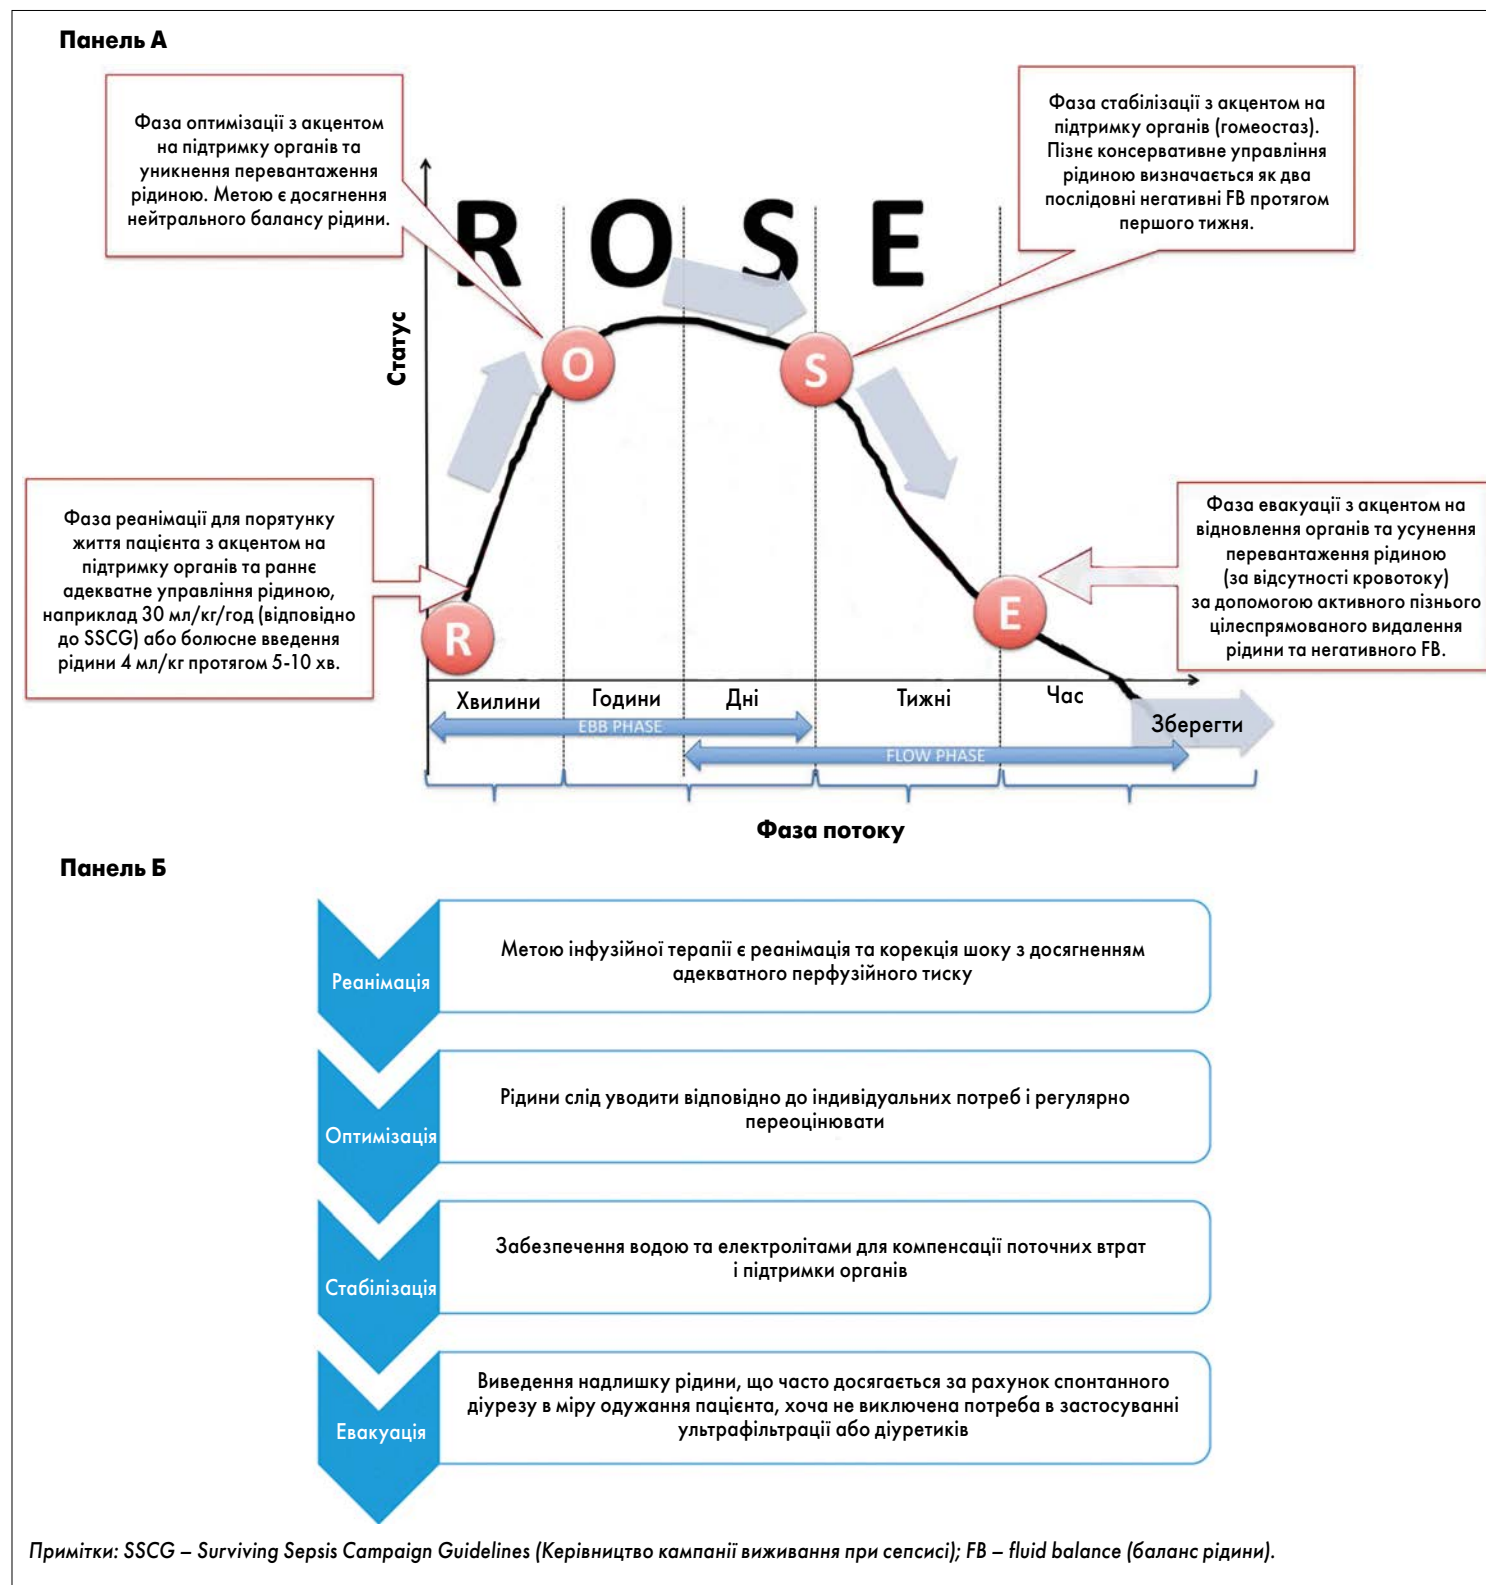 Панель А
Фаза оптимізації з акцентом
на підтримку органів та
уникнення перевантаження
рідиною. Метою є досягнення
нейтрального балансу рідини.
Фаза стабілізації з акцентом на
підтримку органів (гомеостаз).
Пізнє консервативне управління
рідиною визначається як два
послідовні негативні FB протягом
першого тижня.
R O S E
Статус
O
S
Фаза реанімації для порятунку
життя пацієнта з акцентом на
підтримку органів та раннє
адекватне управління рідиною,
наприклад 30 мл/кг/год (відповідно
до SSCG) або болюсне введення
рідини 4 мл/кг протягом 5-10 хв.
Фаза евакуації з акцентом на
відновлення органів та усунення
перевантаження рідиною
(за відсутності кровотоку)
за допомогою активного пізнього
цілеспрямованого видалення
рідини та негативного FB.
R
E
Хвилини Години Дні Тижні Час
EBB PHASE
Зберегти
FLOW PHASE
Фаза потоку
Панель Б
Реанімація
Метою інфузійної терапії є реанімація та корекція шоку з досягненням
адекватного перфузійного тиску
Оптимізація
Рідини слід уводити відповідно до індивідуальних потреб і регулярно
переоцінювати
Стабілізація
Забезпечення водою та електролітами для компенсації поточних втрат
і підтримки органів
Евакуація
Виведення надлишку рідини, що часто досягається за рахунок спонтанного
діурезу в міру одужання пацієнта, хоча не виключена потреба в застосуванні
ультрафільтрації або діуретиків
Примітки: SSCG – Surviving Sepsis Campaign Guidelines (Керівництво кампанії виживання при сепсисі); FB – fluid balance (баланс рідини).